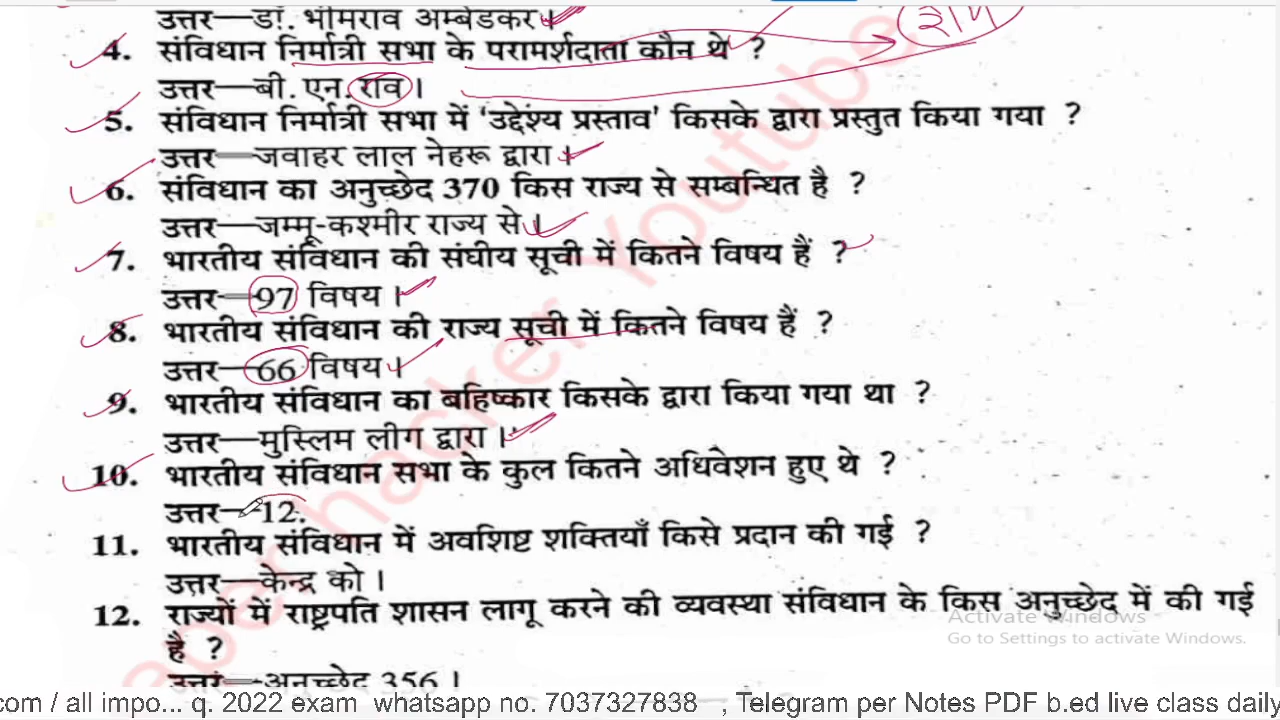 उत्तर—डॉ. भीमराव अम्बेडकर।
राव
4. संविधान निर्मात्री सभा के परामर्शदाता कौन थे ?
उत्तर—बी. एन. राव।
5. संविधान निर्मात्री सभा में ‘उद्देश्य प्रस्ताव’ किसके द्वारा प्रस्तुत किया गया ?
उत्तर—जवाहर लाल नेहरू द्वारा।
6. संविधान का अनुच्छेद 370 किस राज्य से सम्बन्धित है ?
उत्तर—जम्मू-कश्मीर राज्य से।
7. भारतीय संविधान की संघीय सूची में कितने विषय हैं ?
उत्तर—97 विषय।
8. भारतीय संविधान की राज्य सूची में कितने विषय हैं ?
उत्तर—66 विषय।
9. भारतीय संविधान का बहिष्कार किसके द्वारा किया गया था ?
उत्तर—मुस्लिम लीग द्वारा।
10. भारतीय संविधान सभा के कुल कितने अधिवेशन हुए थे ?
उत्तर—12.
11. भारतीय संविधान में अवशिष्ट शक्तियाँ किसे प्रदान की गई ?
उत्तर—केन्द्र को।
12. राज्यों में राष्ट्रपति शासन लागू करने की व्यवस्था संविधान के किस अनुच्छेद में की गई
है ?
उत्तर—अनुच्छेद 356।
aper hacker Youtube
Activate Windows
Go to Settings to activate Windows.
com / all impo... q. 2022 exam whatsapp no. 7037327838 , Telegram per Notes PDF b.ed live class daily